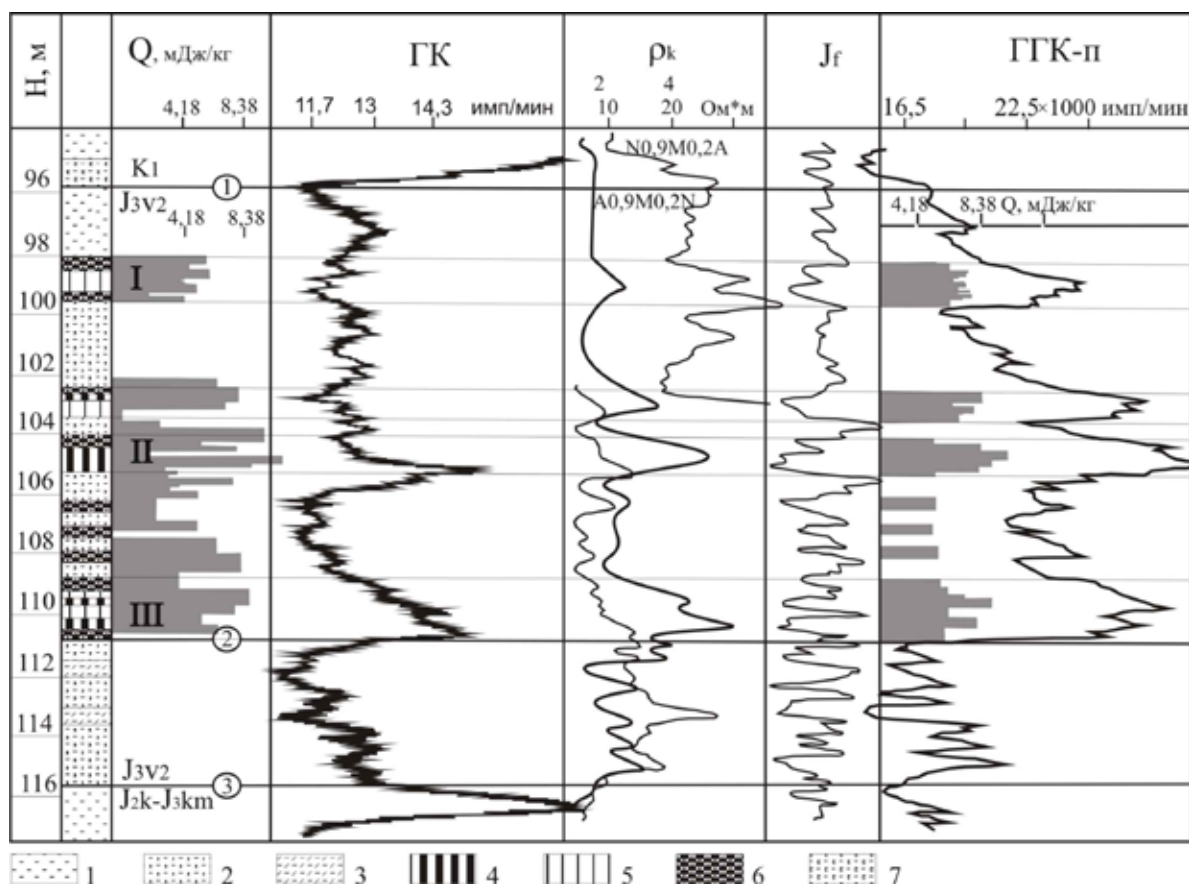 H, м
Q, мДж/кг
4,18 8,38
ГК
11,7 13 14,3 имп/мин
ρk
2 4
10 20 Ом*м
Jf
ГГК-п
16,5 22,5×1000 имп/мин
N0,9M0,2A
K1
1
96
J3v2
A0,9M0,2N
4,18 8,38
4,18 8,38 Q, мДж/кг
98
I
100
102
104
II
106
108
110
III
2
112
114
J3v2
116
3
J2k-J3km
1 2 3 4 5 6 7